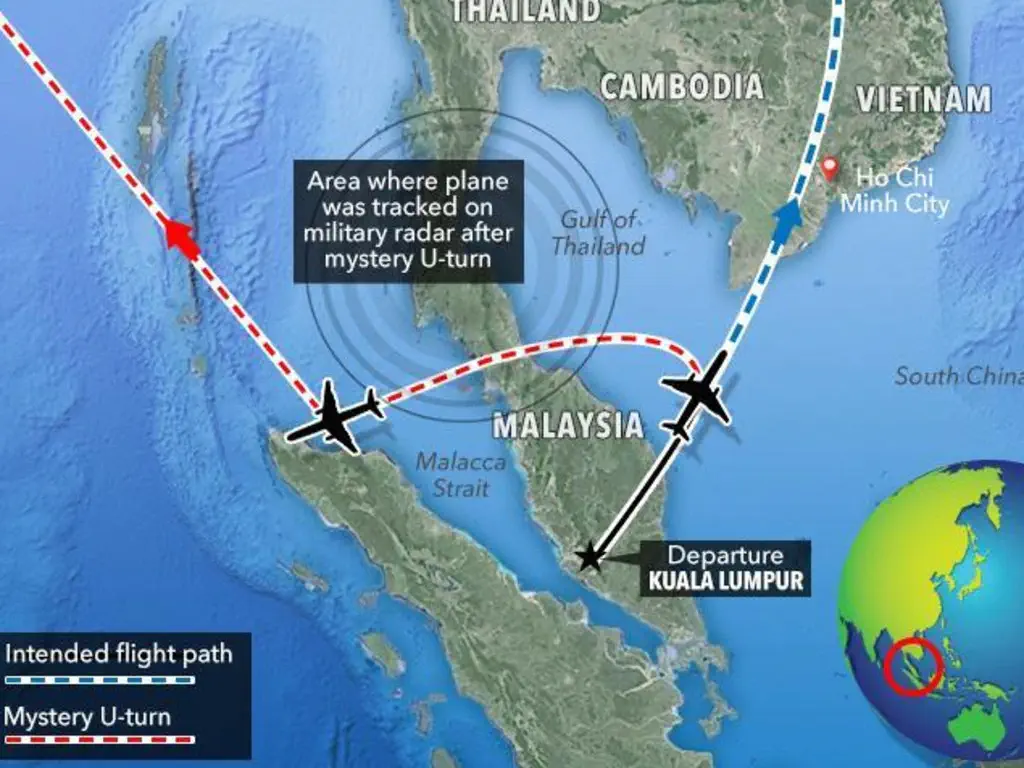 THAILAND
CAMBODIA
VIETNAM
Ho Chi
Minh City
Area where plane
was tracked on
military radar after
mystery U-turn
Gulf of
Thailand
South China
MALAYSIA
Malacca
Strait
Departure
KUALA LUMPUR
Intended flight path
Mystery U-turn